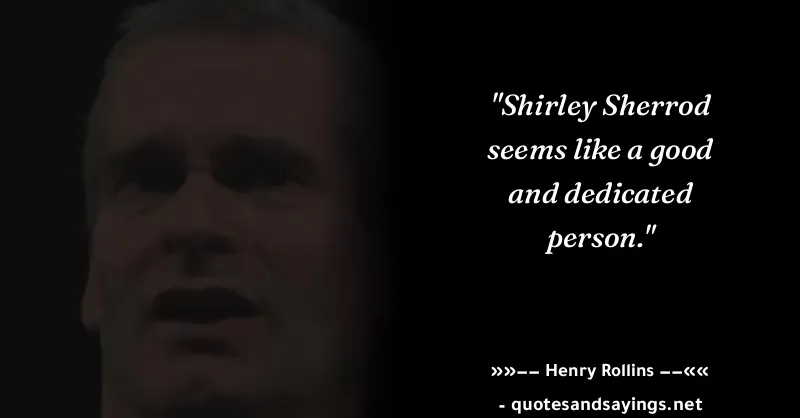 "Shirley Sherrod
seems like a good
and dedicated
person."
»»−− Henry Rollins −−««
- quotesandsayings.net